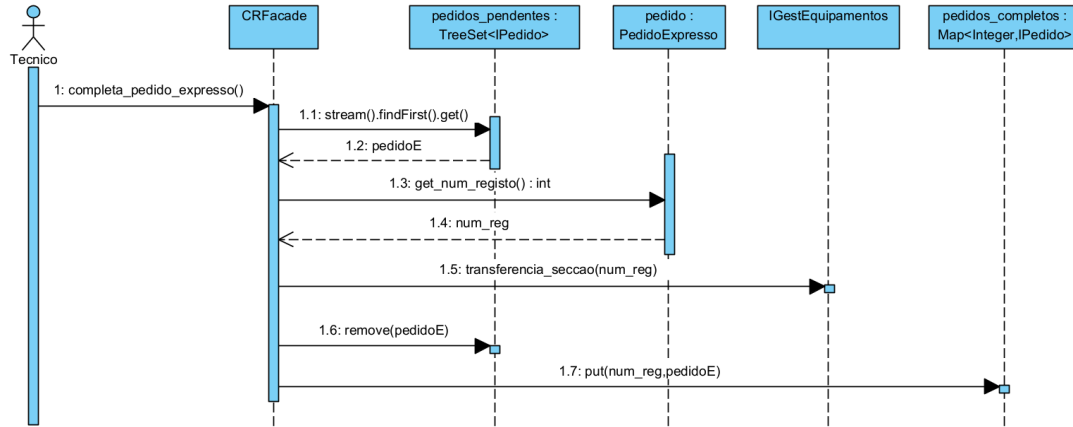 CRFacade
pedidos_pendentes :
TreeSet<IPedido>
pedido :
PedidoExpresso
IGestEquipamentos
pedidos_completos :
Map<Integer,IPedido>
Tecnico
1: completa_pedido_expresso()
1.1: stream().findFirst().get()
1.2: pedidoE
1.3: get_num_registo() : int
1.4: num_reg
1.5: transferencia_seccao(num_reg)
1.6: remove(pedidoE)
1.7: put(num_reg,pedidoE)